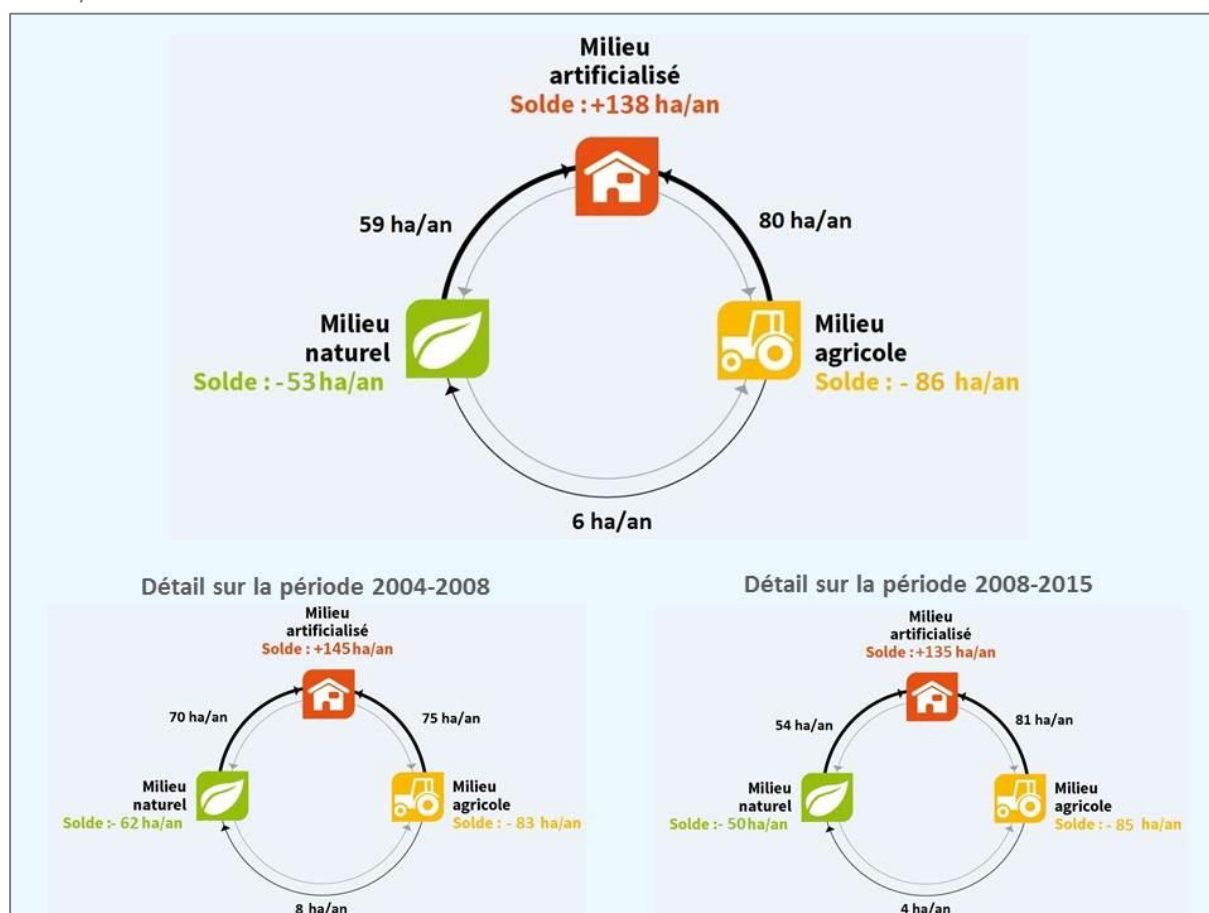 Milieu
artificialisé
Solde : +138 ha/an
59 ha/an
80 ha/an
Milieu
naturel
Solde : -53 ha/an
Milieu
agricole
Solde : - 86 ha/an
6 ha/an
Détail sur la période 2004-2008
Milieu
artificialisé
Solde : +145 ha/an
70 ha/an
75 ha/an
Milieu
naturel
Solde :- 62 ha/an
Milieu
agricole
Solde : - 83 ha/an
8 ha/an
Détail sur la période 2008-2015
Milieu
artificialisé
Solde :+135 ha/an
54 ha/an
81 ha/an
Milieu
naturel
Solde :- 50 ha/an
Milieu
agricole
Solde :- 85 ha/an
4 ha/an